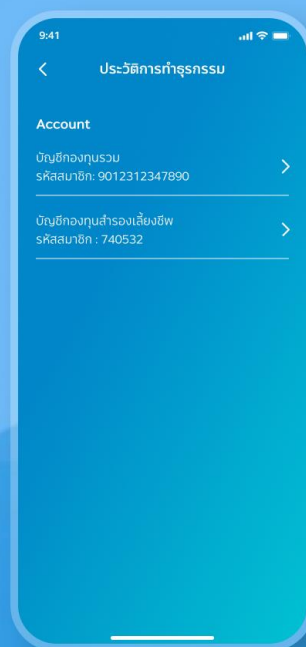 9:41
ประวัติการทำธุรกรรม
Account
บัญชีกองทุนรวม
รหัสสมาชิก: 9012312347890
บัญชีกองทุนสำรองเลี้ยงชีพ
รหัสสมาชิก : 740532